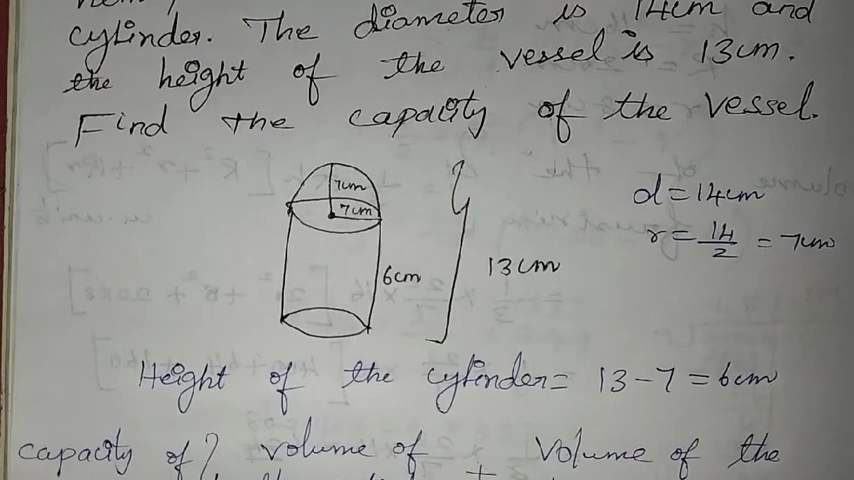 cylinder. The diameter is 14cm and
the height of the vessel is 13cm.
Find the capacity of the vessel.
7cm
7cm
6cm
13cm
d = 14cm
r = 14/2 = 7cm
Height of the cylinder = 13 - 7 = 6cm
capacity of } volume of + Volume of the